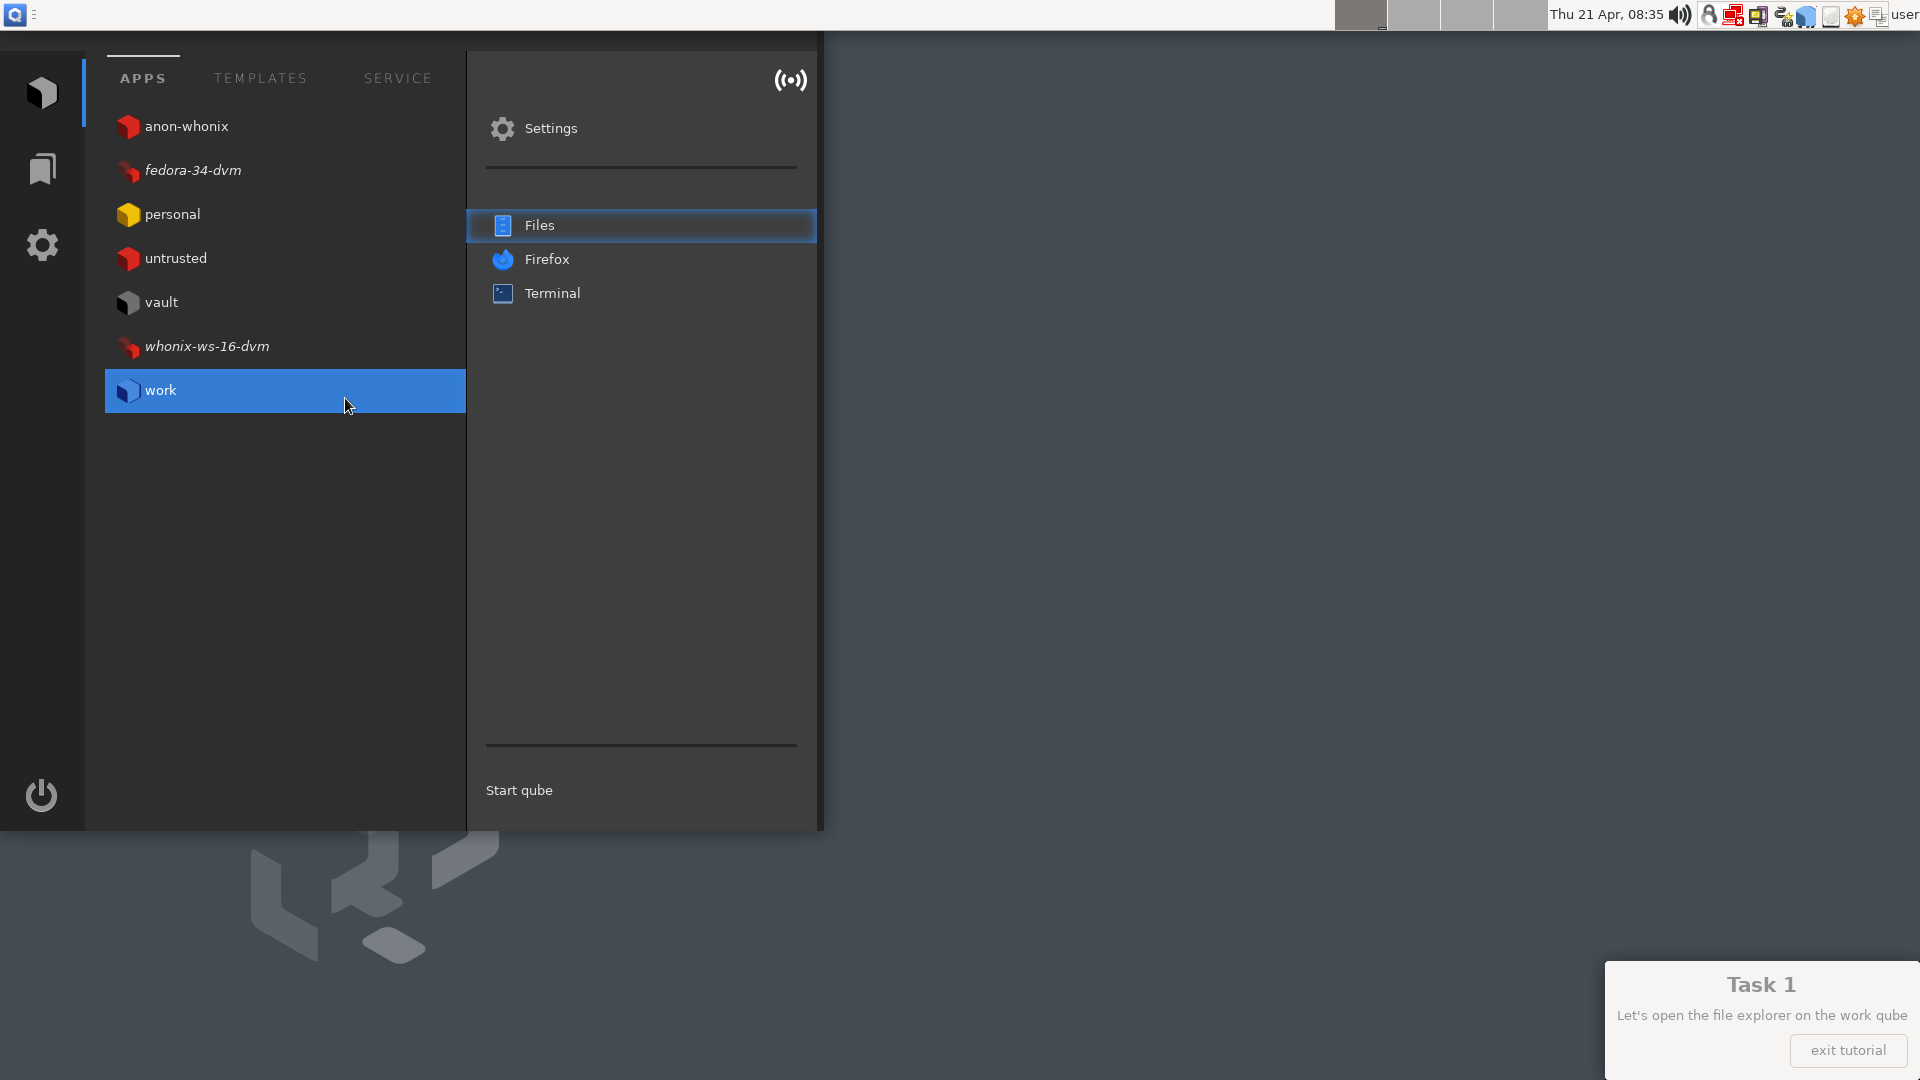 Thu 21 Apr, 08:35
user
APPS TEMPLATES SERVICE
anon-whonix
fedora-34-dvm
personal
untrusted
vault
whonix-ws-16-dvm
work
Settings
Files
Firefox
Terminal
Start qube
Task 1
Let's open the file explorer on the work qube
exit tutorial